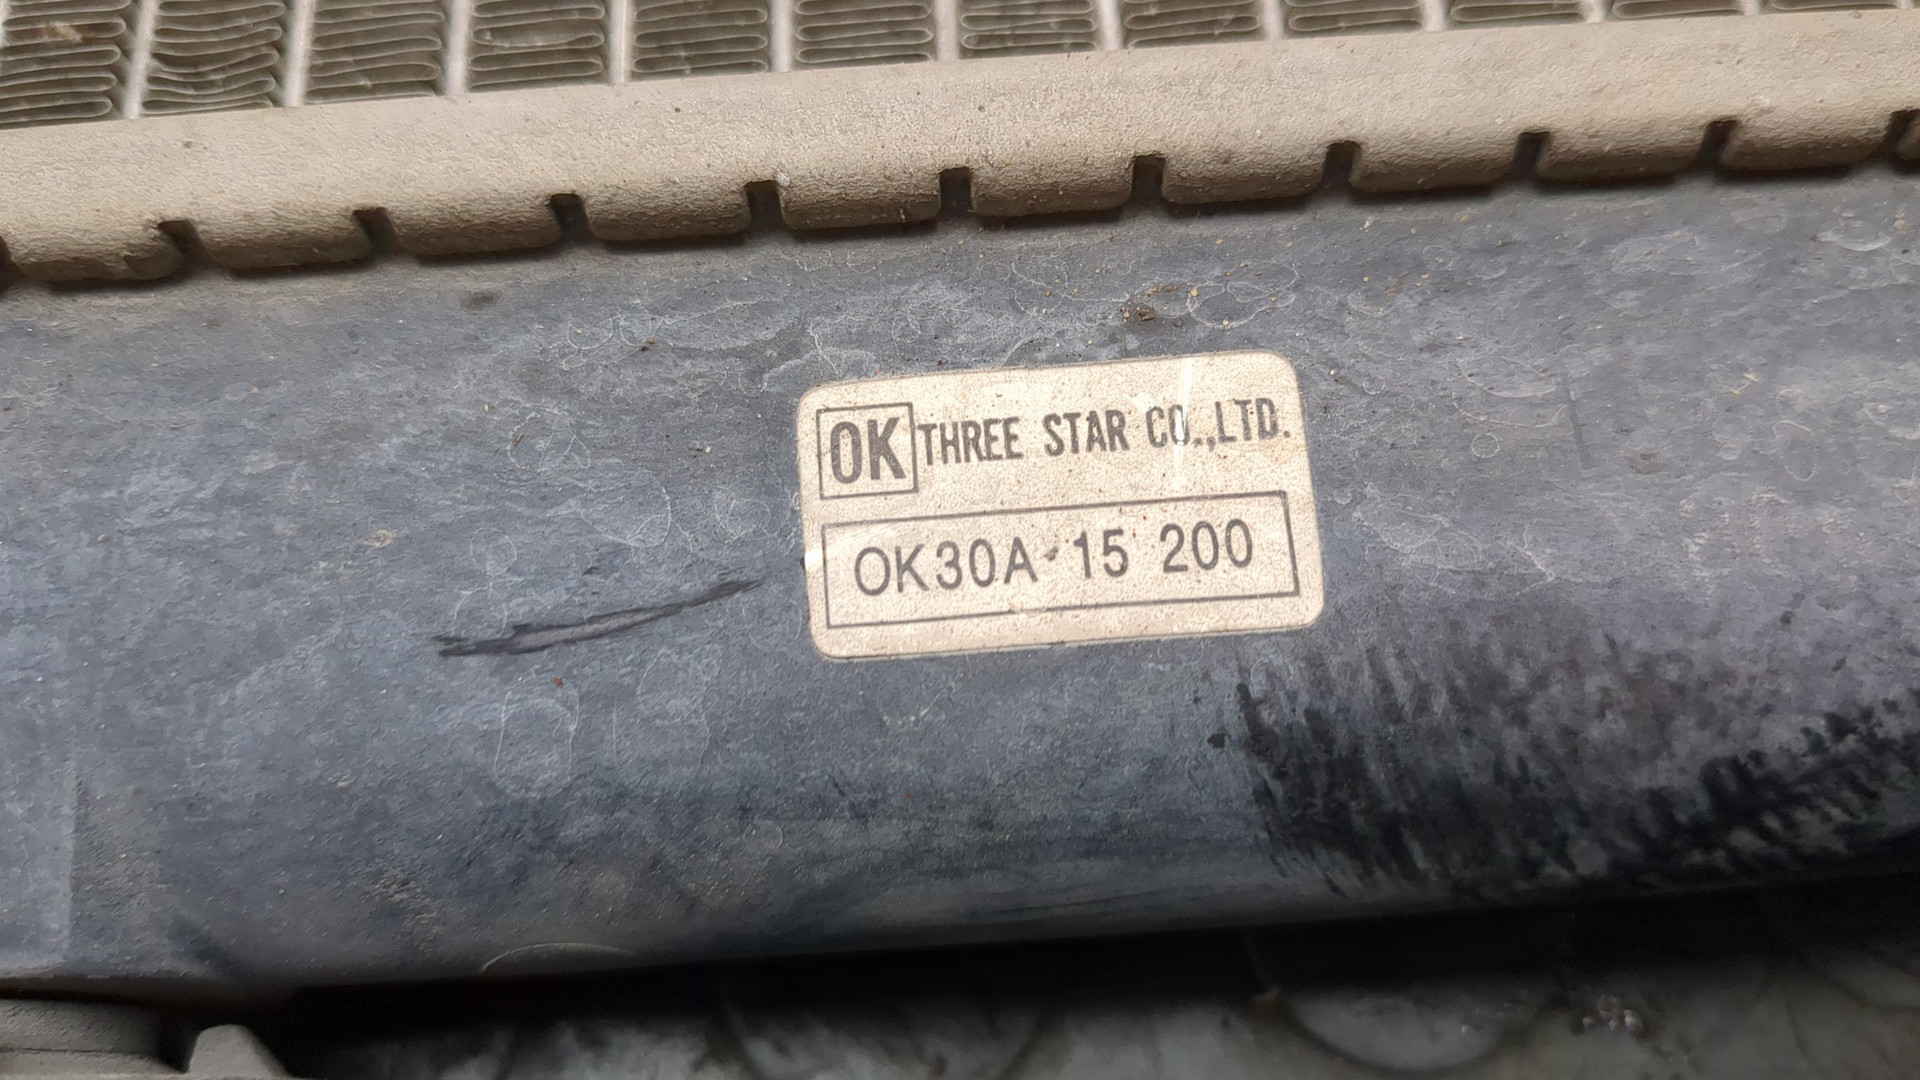 OK THREE STAR CO.,LTD.
OK30A 15 200